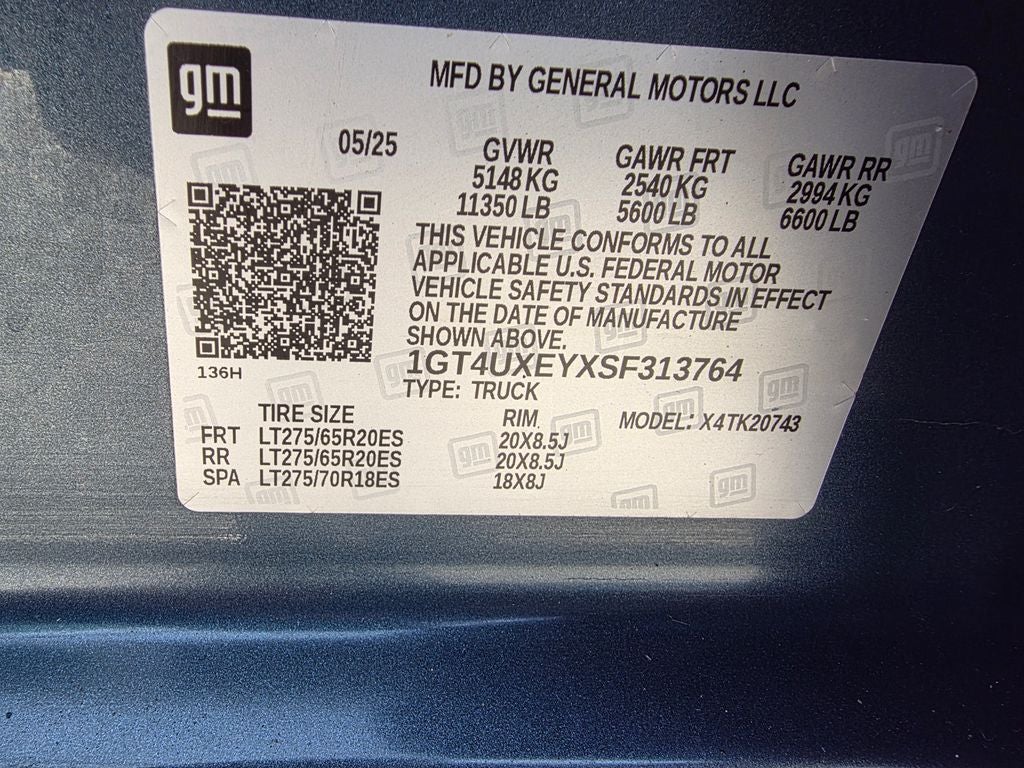 gm
MFD BY GENERAL MOTORS LLC
05/25
GVWR
5148 KG
11350 LB
GAWR FRT
2540 KG
5600 LB
GAWR RR
2994 KG
6600 LB
THIS VEHICLE CONFORMS TO ALL
APPLICABLE U.S. FEDERAL MOTOR
VEHICLE SAFETY STANDARDS IN EFFECT
ON THE DATE OF MANUFACTURE
SHOWN ABOVE.
136H
1GT4UXEYXSF313764
TYPE: TRUCK
MODEL: X4TK20743
TIRE SIZE RIM
FRT LT275/65R20ES 20X8.5J
RR LT275/65R20ES 20X8.5J
SPA LT275/70R18ES 18X8J